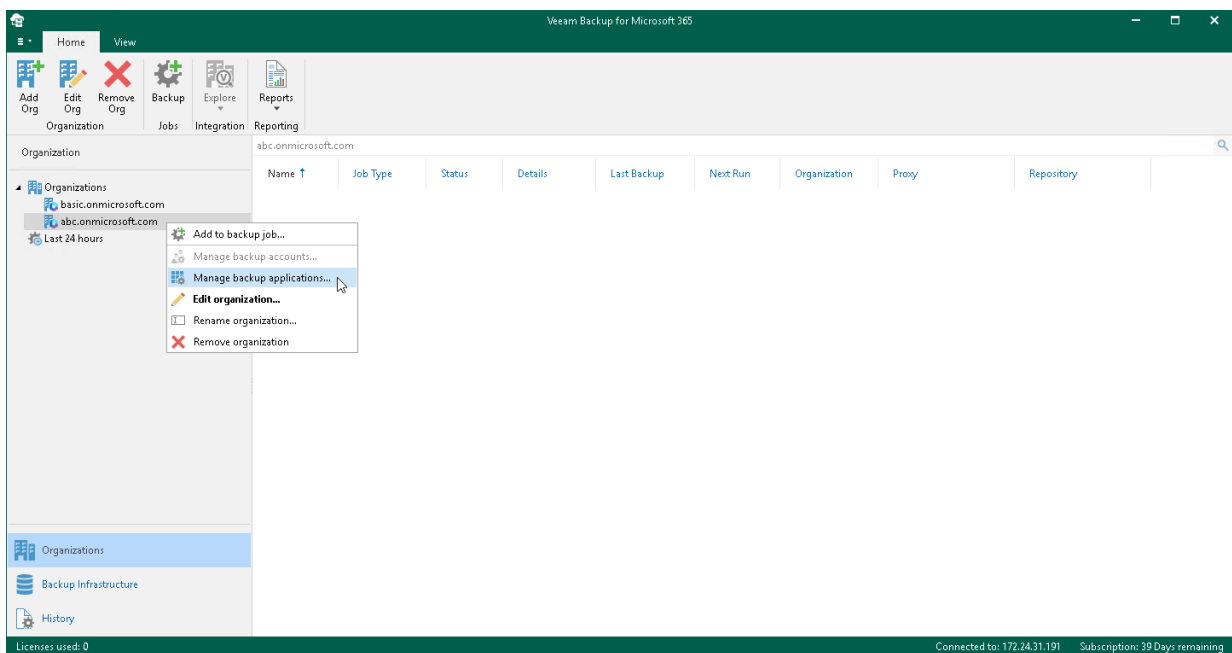 Veeam Backup for Microsoft 365
Home View
Add Org Edit Org Remove Org Backup Explore Reports
Organization Jobs Integration Reporting
Organization
abc.onmicrosoft.com
Name Job Type Status Details Last Backup Next Run Organization Proxy Repository
Organizations
basic.onmicrosoft.com
abc.onmicrosoft.com
Last 24 hours
Add to backup job...
Manage backup accounts...
Manage backup applications...
Edit organization...
Rename organization...
Remove organization
Organizations
Backup Infrastructure
History
Licenses used: 0 Connected to: 172.24.31.191 Subscription: 39 Days remaining